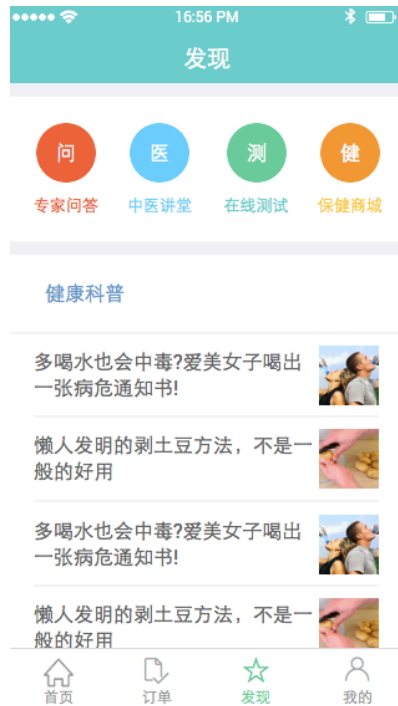 16:56 PM
发现
问 医 测 健
专家问答 中医讲堂 在线测试 保健商城
健康科普
多喝水也会中毒?爱美女子喝出
一张病危通知书!
懒人发明的剥土豆方法，不是一
般的好用
多喝水也会中毒?爱美女子喝出
一张病危通知书!
懒人发明的剥土豆方法，不是一
般的好用
首页 订单 发现 我的